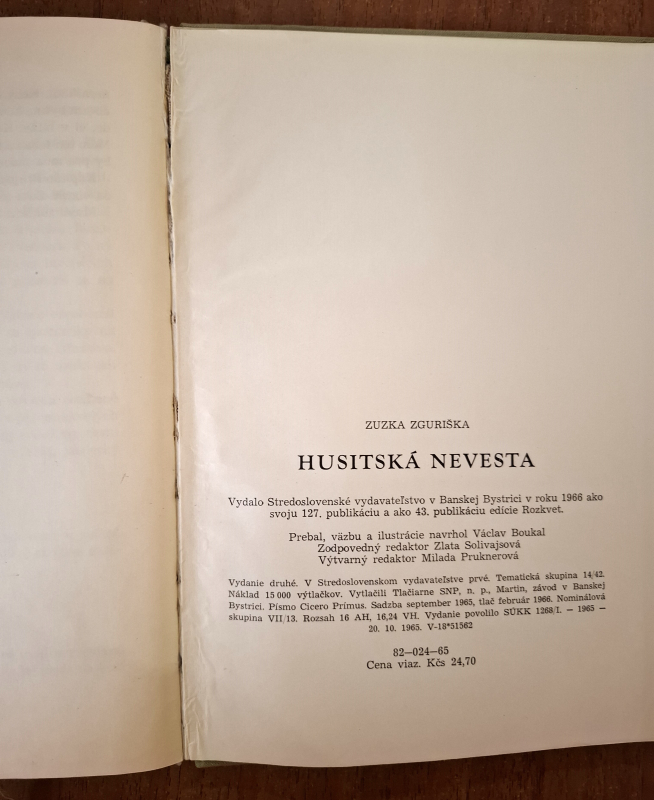 ZUZKA ZGURIŠKA
HUSITSKÁ NEVESTA
Vydalo Stredoslovenské vydavateľstvo v Banskej Bystrici v roku 1966 ako
svoju 127. publikáciu a ako 43. publikáciu edície Rozkvet.
Prebal, väzbu a ilustrácie navrhol Václav Boukal
Zodpovedný redaktor Zlata Solivajsová
Výtvarný redaktor Milada Pruknerová
Vydanie druhé. V Stredoslovenskom vydavateľstve prvé. Tematická skupina 14/42.
Náklad 15 000 výtlačkov. Vytlačili Tlačiarne SNP, n. p., Martin, závod v Banskej
Bystrici. Písmo Cicero Prímus. Sadzba september 1965, tlač február 1966. Nominálová
skupina VII/13. Rozsah 16 AH, 16,24 VH. Vydanie povolilo SÚKK 1268/I. — 1965 —
20. 10. 1965. V-18*51562
82—024—65
Cena viaz. Kčs 24,70